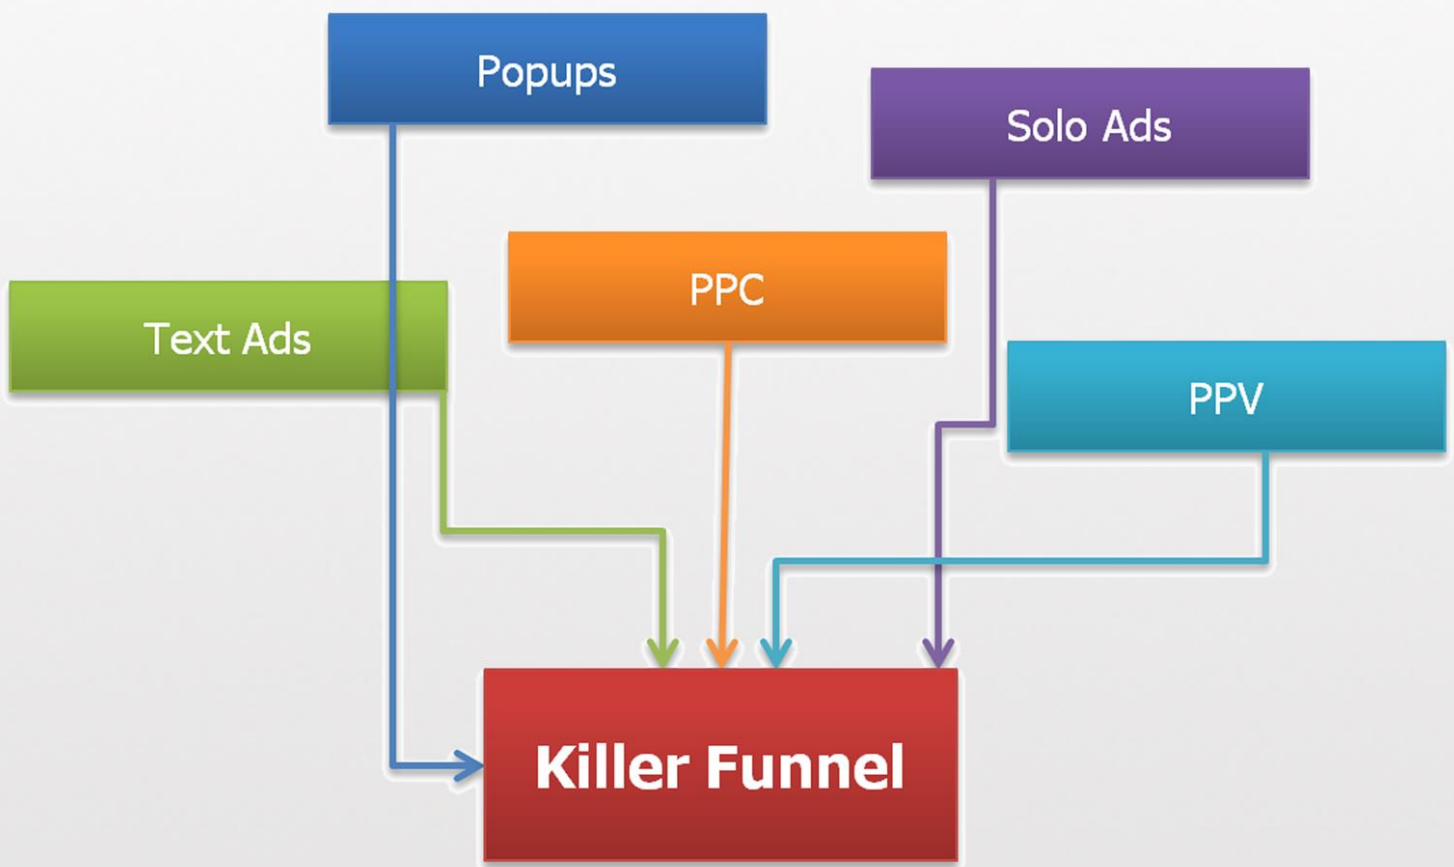 Popups
Solo Ads
PPC
Text Ads
PPV
Killer Funnel